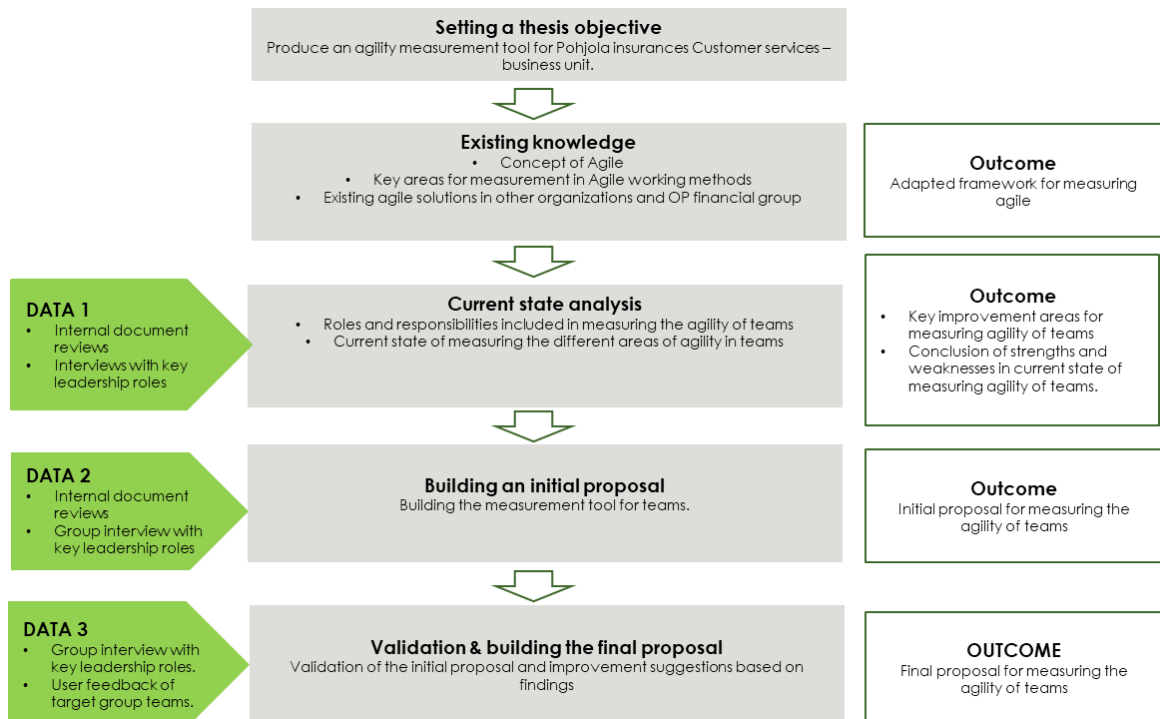 Setting a thesis objective
Produce an agility measurement tool for Pohjola insurances Customer services –
business unit.
Existing knowledge
• Concept of Agile
• Key areas for measurement in Agile working methods
• Existing agile solutions in other organizations and OP financial group
Outcome
Adapted framework for measuring
agile
DATA 1
• Internal document
reviews
• Interviews with key
leadership roles
Current state analysis
• Roles and responsibilities included in measuring the agility of teams
• Current state of measuring the different areas of agility in teams
Outcome
• Key improvement areas for
measuring agility of teams
• Conclusion of strengths and
weaknesses in current state of
measuring agility of teams.
DATA 2
• Internal document
reviews
• Group interview with
key leadership roles
Building an initial proposal
Building the measurement tool for teams.
Outcome
Initial proposal for measuring the
agility of teams
DATA 3
• Group interview with
key leadership roles.
• User feedback of
target group teams.
Validation & building the final proposal
Validation of the initial proposal and improvement suggestions based on
findings
OUTCOME
Final proposal for measuring the
agility of teams